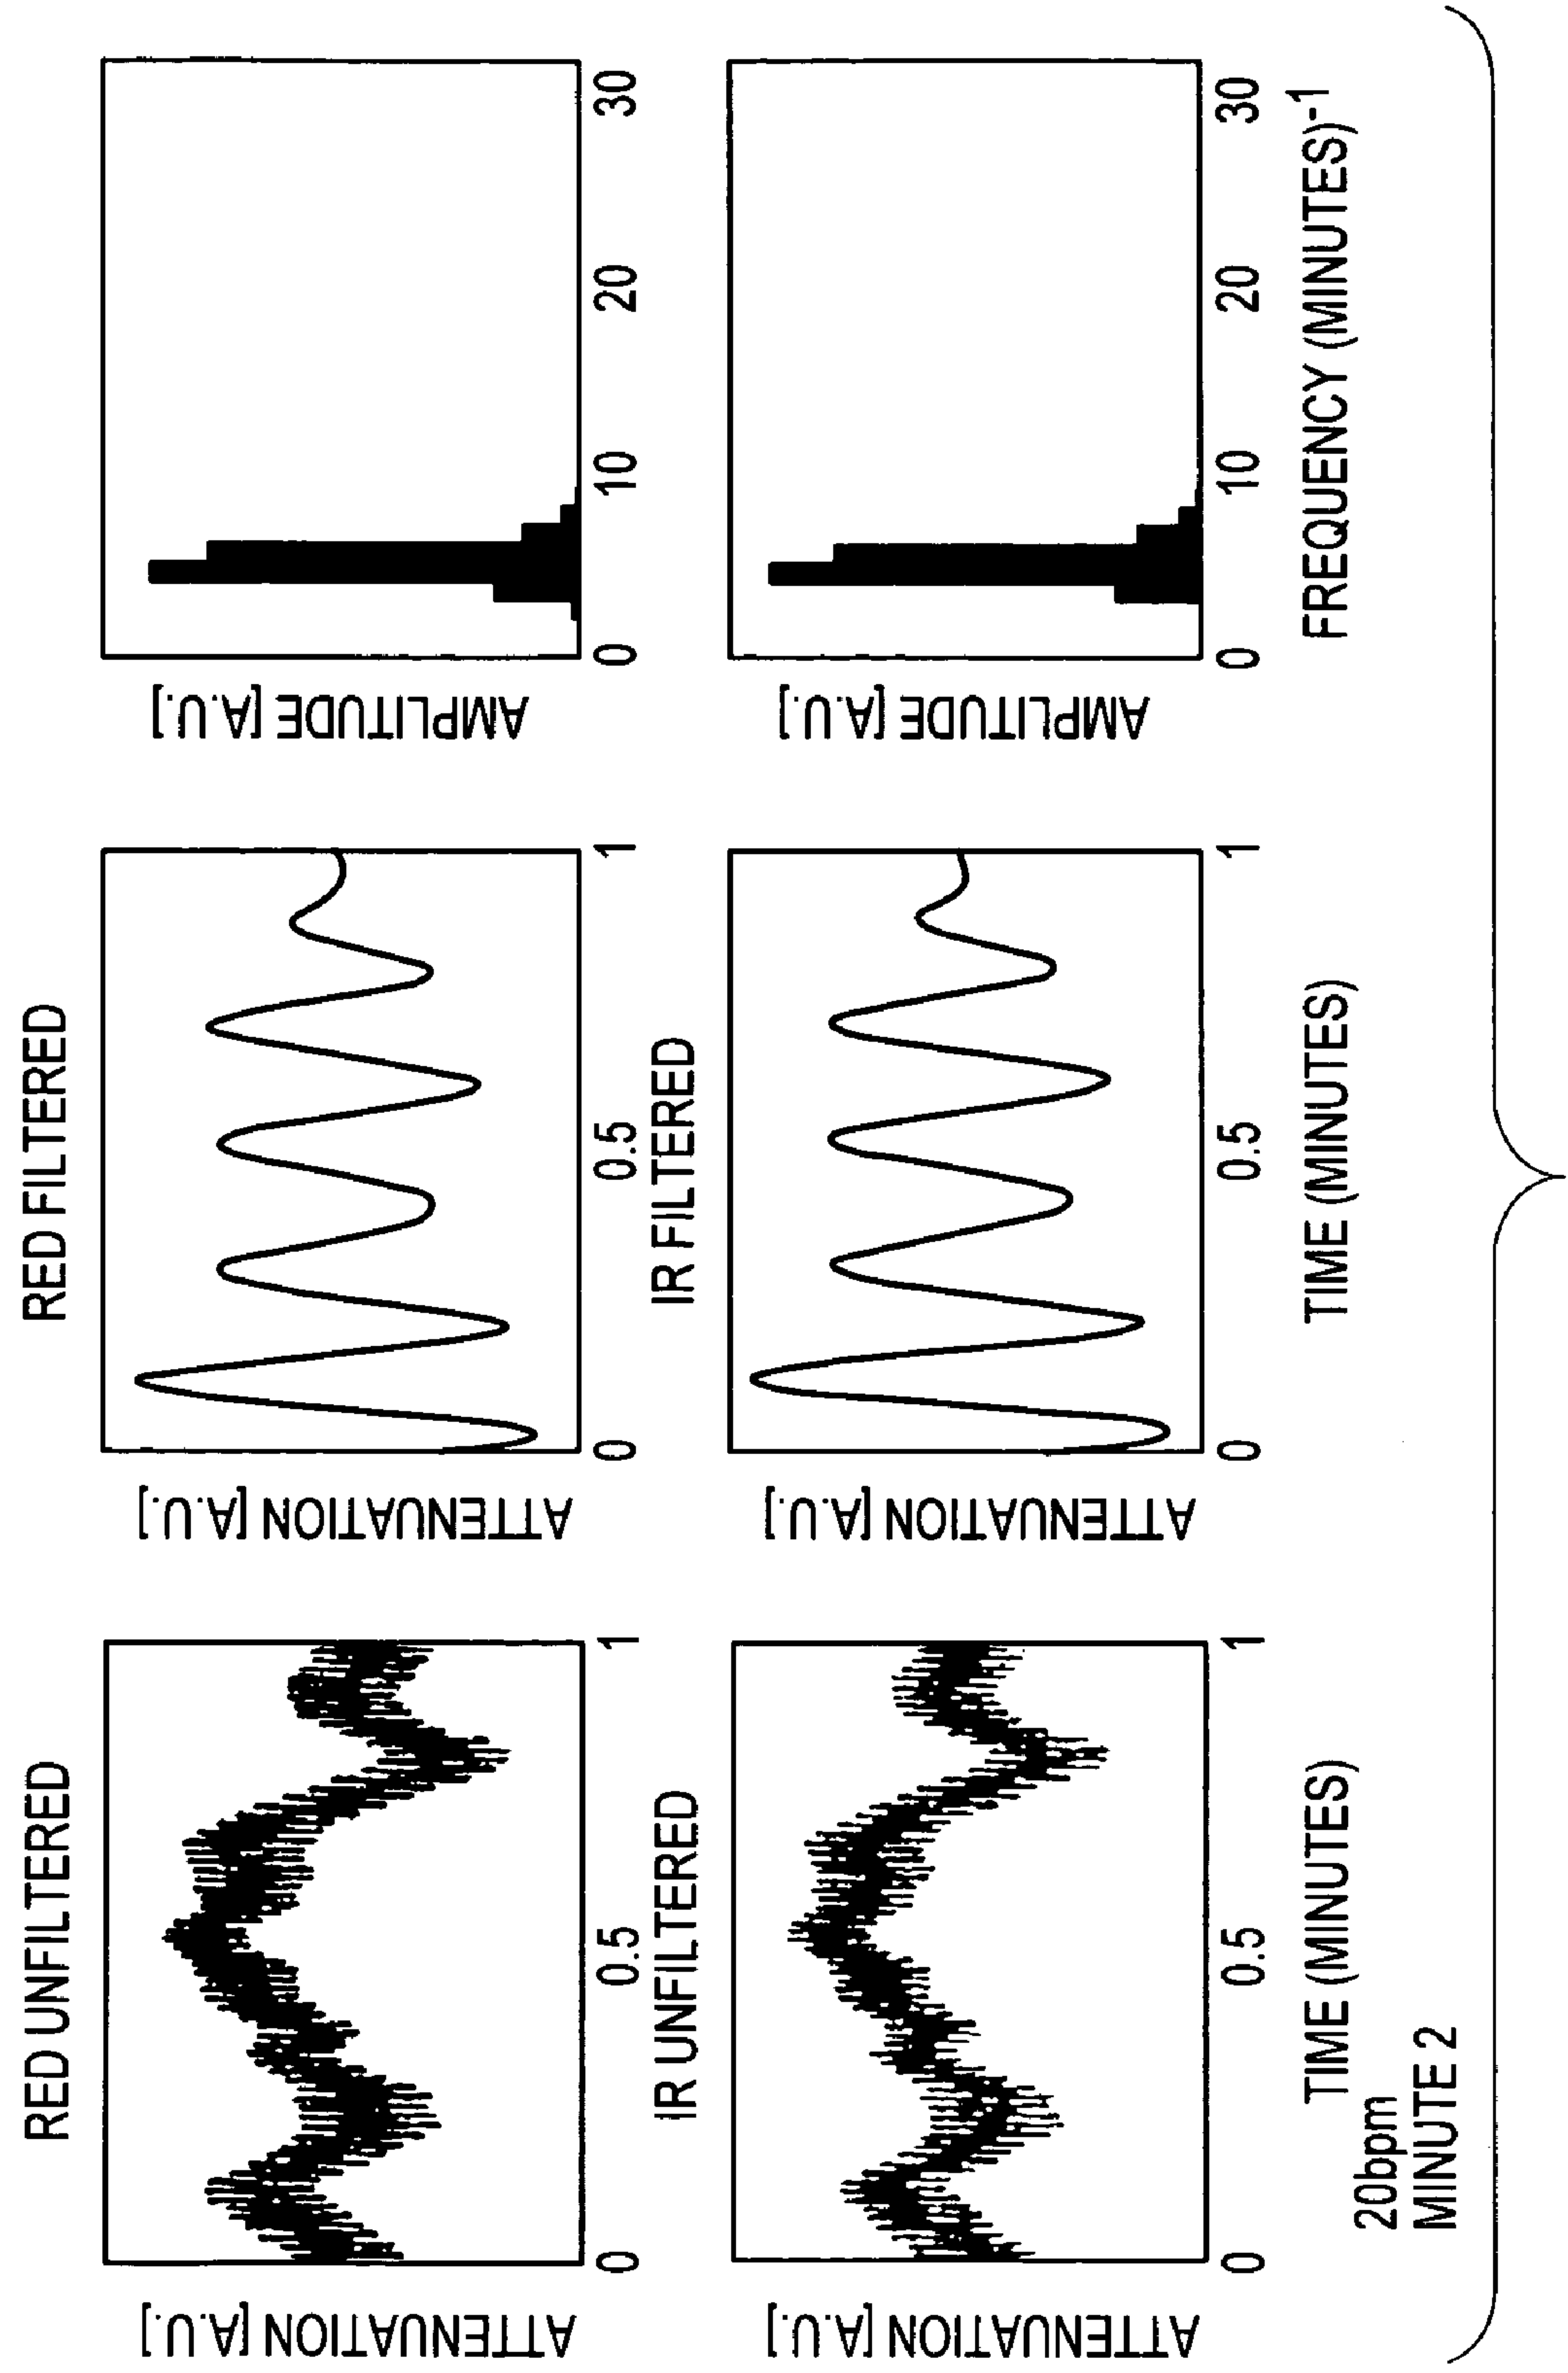 RED UNFILTERED
ATTENUATION [A.U.]
0 0.5 1
RED FILTERED
ATTENUATION [A.U.]
0 0.5 1
AMPLITUDE [A.U.]
0 10 20 30
IR UNFILTERED
ATTENUATION [A.U.]
0 0.5 1
TIME (MINUTES)
IR FILTERED
ATTENUATION [A.U.]
0 0.5 1
TIME (MINUTES)
AMPLITUDE [A.U.]
0 10 20 30
FREQUENCY (MINUTES)-1
20bpm
MINUTE 2